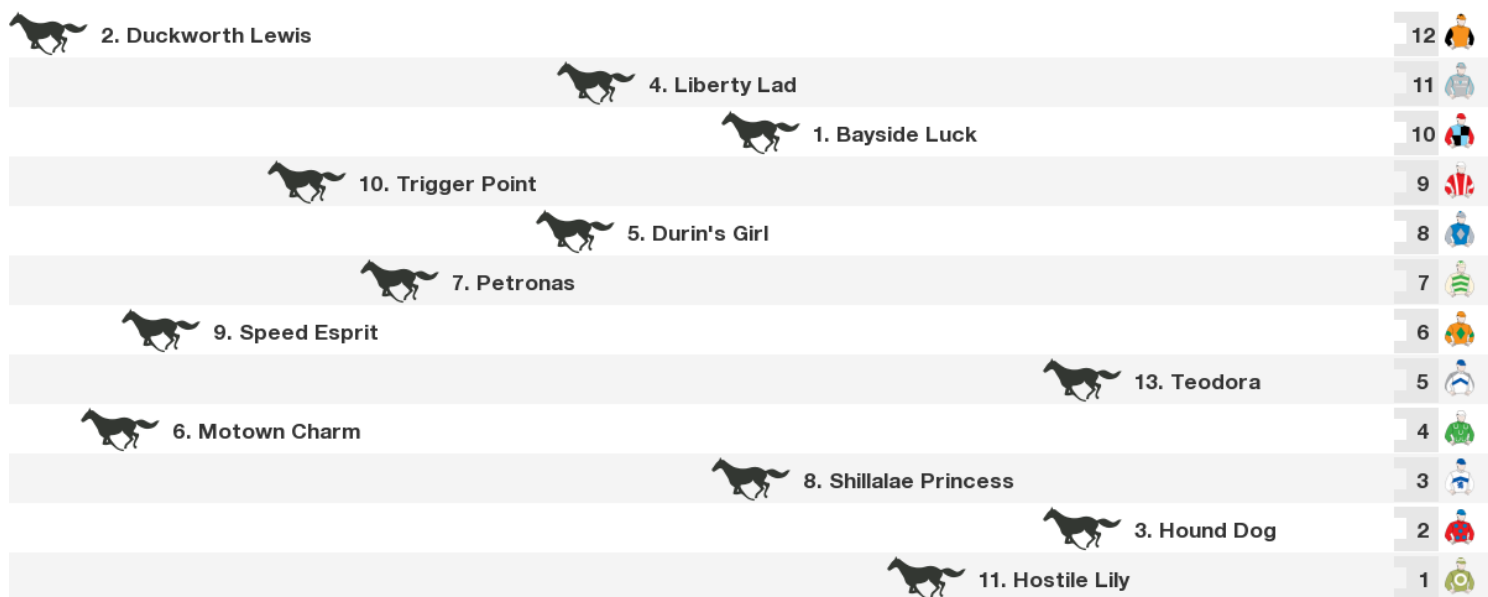 2. Duckworth Lewis 12
4. Liberty Lad 11
1. Bayside Luck 10
10. Trigger Point 9
5. Durin's Girl 8
7. Petronas 7
9. Speed Esprit 6
13. Teodora 5
6. Motown Charm 4
8. Shillalae Princess 3
3. Hound Dog 2
11. Hostile Lily 1